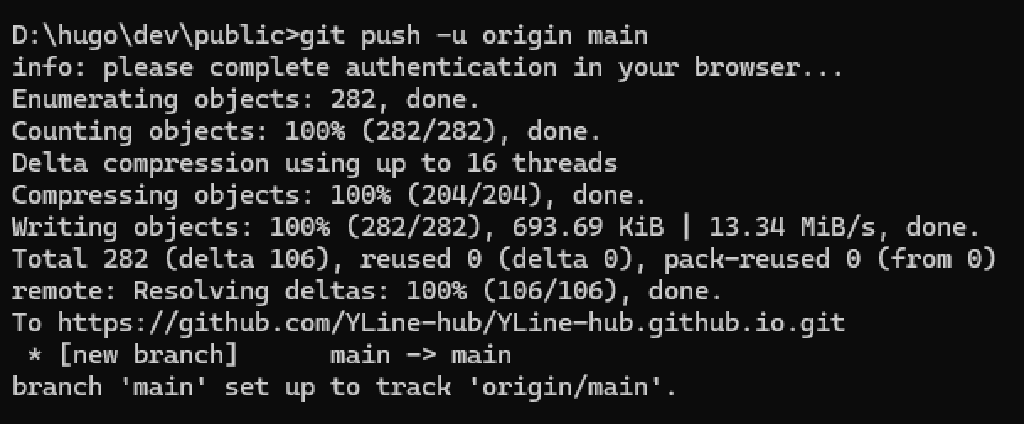 D:\hugo\dev\public>git push -u origin main
info: please complete authentication in your browser...
Enumerating objects: 282, done.
Counting objects: 100% (282/282), done.
Delta compression using up to 16 threads
Compressing objects: 100% (204/204), done.
Writing objects: 100% (282/282), 693.69 KiB | 13.34 MiB/s, done.
Total 282 (delta 106), reused 0 (delta 0), pack-reused 0 (from 0)
remote: Resolving deltas: 100% (106/106), done.
To https://github.com/YLine-hub/YLine-hub.github.io.git
 * [new branch]      main -> main
branch 'main' set up to track 'origin/main'.